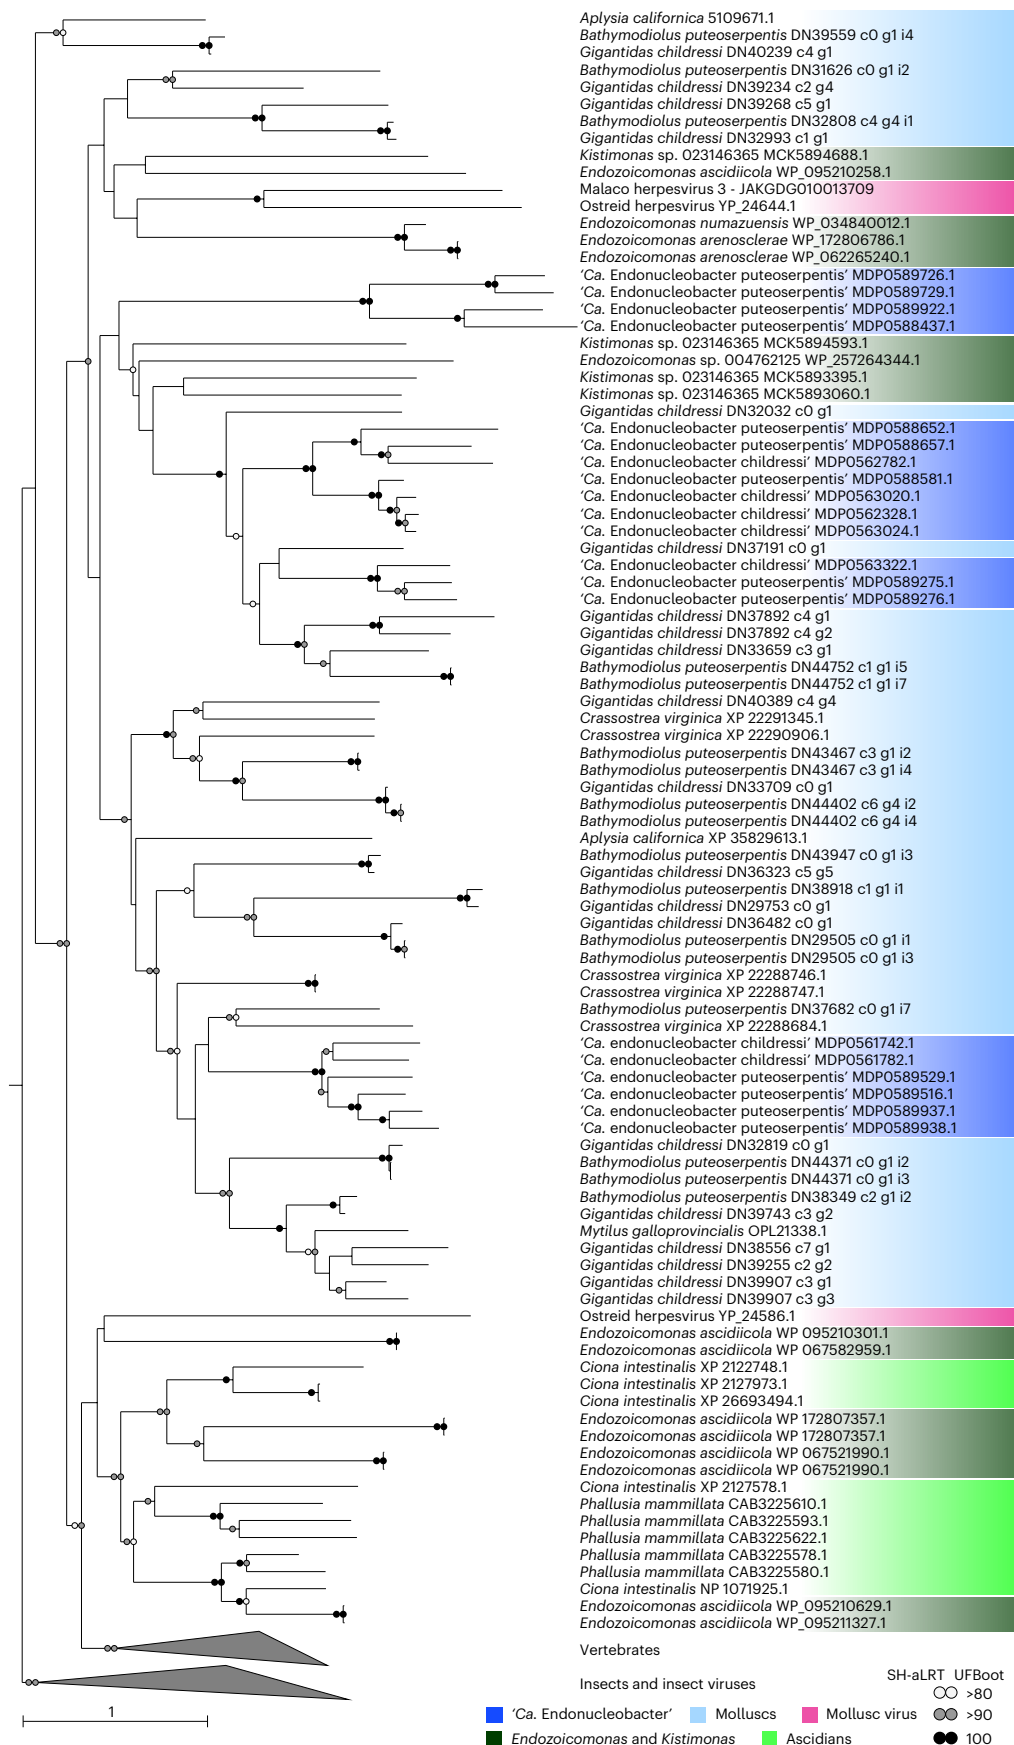 Aplysia californica 5109671.1
Bathymodiolus puteoserpentis DN39559 c0 g1 i4
Gigantidas childressi DN40239 c4 g1
Bathymodiolus puteoserpentis DN31626 c0 g1 i2
Gigantidas childressi DN39234 c2 g4
Gigantidas childressi DN39268 c5 g1
Bathymodiolus puteoserpentis DN32808 c4 g4 i1
Gigantidas childressi DN32993 c1 g1
Kistimonas sp. 023146365 MCK5894688.1
Endozoicomonas ascidiicola WP_095210258.1
Malaco herpesvirus 3 - JAKGDG010013709
Ostreid herpesvirus YP_24644.1
Endozoicomonas numazuensis WP_034840012.1
Endozoicomonas arenosclerae WP_172806786.1
Endozoicomonas arenosclerae WP_062265240.1
‘Ca. Endonucleobacter puteoserpentis’ MDP0589726.1
‘Ca. Endonucleobacter puteoserpentis’ MDP0589729.1
‘Ca. Endonucleobacter puteoserpentis’ MDP0589922.1
‘Ca. Endonucleobacter puteoserpentis’ MDP0588437.1
Kistimonas sp. 023146365 MCK5894593.1
Endozoicomonas sp. 004762125 WP_257264344.1
Kistimonas sp. 023146365 MCK5893395.1
Kistimonas sp. 023146365 MCK5893060.1
Gigantidas childressi DN32032 c0 g1
‘Ca. Endonucleobacter puteoserpentis’ MDP0588652.1
‘Ca. Endonucleobacter puteoserpentis’ MDP0588657.1
‘Ca. Endonucleobacter childressi’ MDP0562782.1
‘Ca. Endonucleobacter puteoserpentis’ MDP0588581.1
‘Ca. Endonucleobacter childressi’ MDP0563020.1
‘Ca. Endonucleobacter childressi’ MDP0562328.1
‘Ca. Endonucleobacter childressi’ MDP0563024.1
Gigantidas childressi DN37191 c0 g1
‘Ca. Endonucleobacter childressi’ MDP0563322.1
‘Ca. Endonucleobacter puteoserpentis’ MDP0589275.1
‘Ca. Endonucleobacter puteoserpentis’ MDP0589276.1
Gigantidas childressi DN37892 c4 g1
Gigantidas childressi DN37892 c4 g2
Gigantidas childressi DN33659 c3 g1
Bathymodiolus puteoserpentis DN44752 c1 g1 i5
Bathymodiolus puteoserpentis DN44752 c1 g1 i7
Gigantidas childressi DN40389 c4 g4
Crassostrea virginica XP 22291345.1
Crassostrea virginica XP 22290906.1
Bathymodiolus puteoserpentis DN43467 c3 g1 i2
Bathymodiolus puteoserpentis DN43467 c3 g1 i4
Gigantidas childressi DN33709 c0 g1
Bathymodiolus puteoserpentis DN44402 c6 g4 i2
Bathymodiolus puteoserpentis DN44402 c6 g4 i4
Aplysia californica XP 35829613.1
Bathymodiolus puteoserpentis DN43947 c0 g1 i3
Gigantidas childressi DN36323 c5 g5
Bathymodiolus puteoserpentis DN38918 c1 g1 i1
Gigantidas childressi DN29753 c0 g1
Gigantidas childressi DN36482 c0 g1
Bathymodiolus puteoserpentis DN29505 c0 g1 i1
Bathymodiolus puteoserpentis DN29505 c0 g1 i3
Crassostrea virginica XP 22288746.1
Crassostrea virginica XP 22288747.1
Bathymodiolus puteoserpentis DN37682 c0 g1 i7
Crassostrea virginica XP 22288684.1
‘Ca. endonucleobacter childressi’ MDP0561742.1
‘Ca. endonucleobacter childressi’ MDP0561782.1
‘Ca. endonucleobacter puteoserpentis’ MDP0589529.1
‘Ca. endonucleobacter puteoserpentis’ MDP0589516.1
‘Ca. endonucleobacter puteoserpentis’ MDP0589937.1
‘Ca. endonucleobacter puteoserpentis’ MDP0589938.1
Gigantidas childressi DN32819 c0 g1
Bathymodiolus puteoserpentis DN44371 c0 g1 i2
Bathymodiolus puteoserpentis DN44371 c0 g1 i3
Bathymodiolus puteoserpentis DN38349 c2 g1 i2
Gigantidas childressi DN39743 c3 g2
Mytilus galloprovincialis OPL21338.1
Gigantidas childressi DN38556 c7 g1
Gigantidas childressi DN39255 c2 g2
Gigantidas childressi DN39907 c3 g1
Gigantidas childressi DN39907 c3 g3
Ostreid herpesvirus YP_24586.1
Endozoicomonas ascidiicola WP 095210301.1
Endozoicomonas ascidiicola WP 067582959.1
Ciona intestinalis XP 2122748.1
Ciona intestinalis XP 2127973.1
Ciona intestinalis XP 26693494.1
Endozoicomonas ascidiicola WP 172807357.1
Endozoicomonas ascidiicola WP 172807357.1
Endozoicomonas ascidiicola WP 067521990.1
Endozoicomonas ascidiicola WP 067521990.1
Ciona intestinalis XP 2127578.1
Phallusia mammillata CAB3225610.1
Phallusia mammillata CAB3225593.1
Phallusia mammillata CAB3225622.1
Phallusia mammillata CAB3225578.1
Phallusia mammillata CAB3225580.1
Ciona intestinalis NP 1071925.1
Endozoicomonas ascidiicola WP_095210629.1
Endozoicomonas ascidiicola WP_095211327.1
Vertebrates
Insects and insect viruses
SH-aLRT UFBoot
>80
>90
100
1
‘Ca. Endonucleobacter’
Molluscs
Mollusc virus
Endozoicomonas and Kistimonas
Ascidians